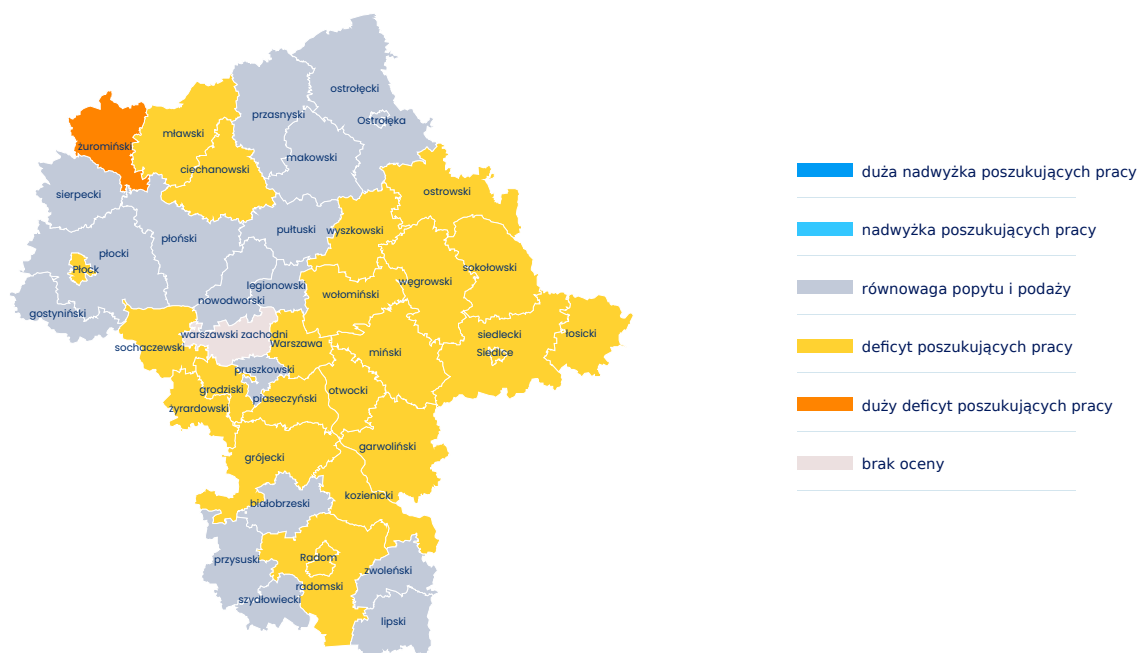 ostrołęcki
przasnyski
Ostrołęka
mławski
żuromiński
makowski
ciechanowski
ostrowski
sierpecki
pułtuski
wyszkowski
płoński
płocki
sokołowski
Płock
węgrowski
legionowski
wołomiński
nowodworski
gostyniński
warszawski zachodni
siedlecki
łosicki
Warszawa
sochaczewski
miński
Siedlce
pruszkowski
grodziski
otwocki
piaseczyński
żyrardowski
garwoliński
grójecki
kozienicki
białobrzeski
Radom
przysuski
zwoleński
radomski
szydłowiecki
lipski
duża nadwyżka poszukujących pracy
nadwyżka poszukujących pracy
równowaga popytu i podaży
deficyt poszukujących pracy
duży deficyt poszukujących pracy
brak oceny